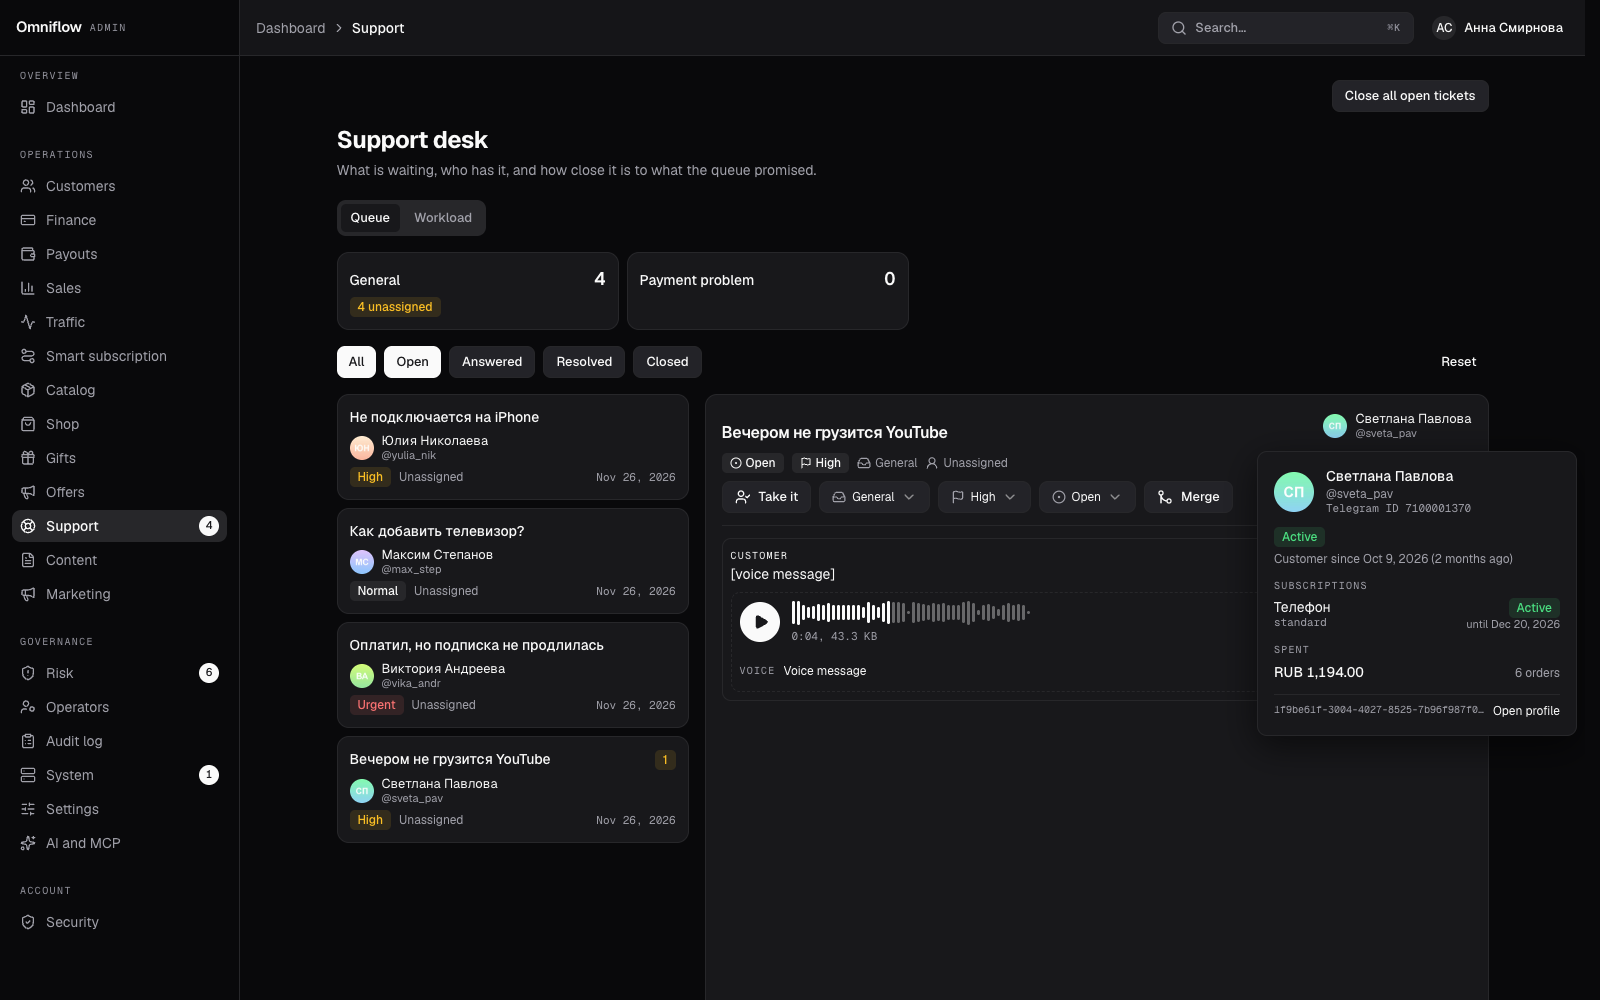 Omniflow ADMIN
Dashboard > Support
Search... ⌘K
AC Анна Смирнова
OVERVIEW
Dashboard
OPERATIONS
Customers
Finance
Payouts
Sales
Traffic
Smart subscription
Catalog
Shop
Gifts
Offers
Support 4
Content
Marketing
GOVERNANCE
Risk 6
Operators
Audit log
System 1
Settings
AI and MCP
ACCOUNT
Security
Close all open tickets
Support desk
What is waiting, who has it, and how close it is to what the queue promised.
Queue Workload
General 4
4 unassigned
Payment problem 0
All Open Answered Resolved Closed Reset
Не подключается на iPhone
ЮН Юлия Николаева
@yulia_nik
High Unassigned Nov 26, 2026
Как добавить телевизор?
МС Максим Степанов
@max_step
Normal Unassigned Nov 26, 2026
Оплатил, но подписка не продлилась
ВА Виктория Андреева
@vika_andr
Urgent Unassigned Nov 26, 2026
Вечером не грузится YouTube 1
СП Светлана Павлова
@sveta_pav
High Unassigned Nov 26, 2026
Вечером не грузится YouTube
СП Светлана Павлова
@sveta_pav
Open High General Unassigned
Take it General High Open Merge
CUSTOMER
[voice message]
0:04, 43.3 KB
VOICE Voice message
СП Светлана Павлова
@sveta_pav
Telegram ID 7100001370
Active
Customer since Oct 9, 2026 (2 months ago)
SUBSCRIPTIONS
Телефон Active
standard until Dec 20, 2026
SPENT
RUB 1,194.00 6 orders
1f9be61f-3004-4027-8525-7b96f987f0… Open profile